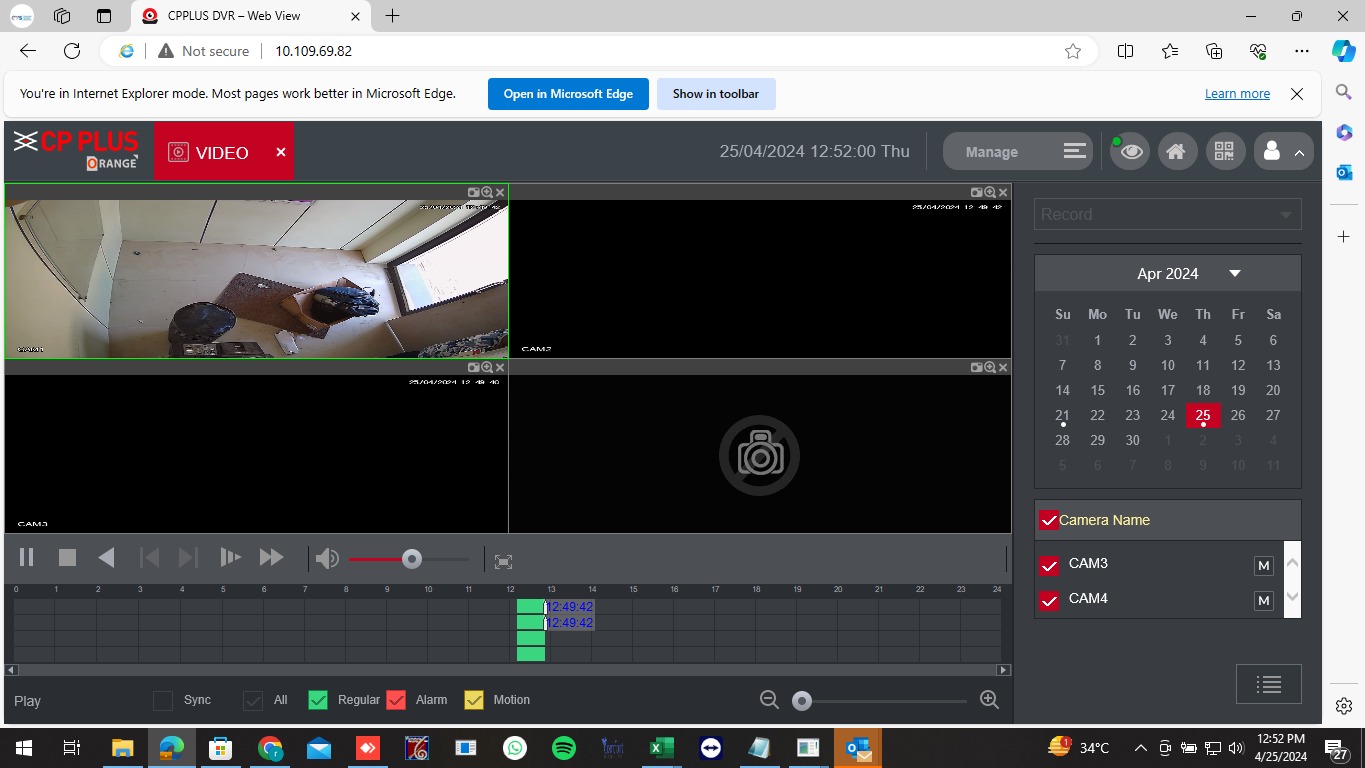 CPPLUS DVR – Web View
Not secure
10.109.69.82
You're in Internet Explorer mode. Most pages work better in Microsoft Edge.
Open in Microsoft Edge
Show in toolbar
Learn more
CP PLUS
ORANGE
VIDEO
25/04/2024 12:52:00 Thu
Manage
25/04/2024 12 49 42
CAM1
25/04/2024 12 49 42
CAM2
25/04/2024 12 49 40
CAM3
Record
Apr 2024
Su Mo Tu We Th Fr Sa
31 1 2 3 4 5 6
7 8 9 10 11 12 13
14 15 16 17 18 19 20
21 22 23 24 25 26 27
28 29 30 1 2 3 4
5 6 7 8 9 10 11
Camera Name
CAM3 M
CAM4 M
0 1 2 3 4 5 6 7 8 9 10 11 12 13 14 15 16 17 18 19 20 21 22 23 24
12:49:42
12:49:42
Play
Sync
All
Regular
Alarm
Motion
1
34°C
12:52 PM
4/25/2024
27